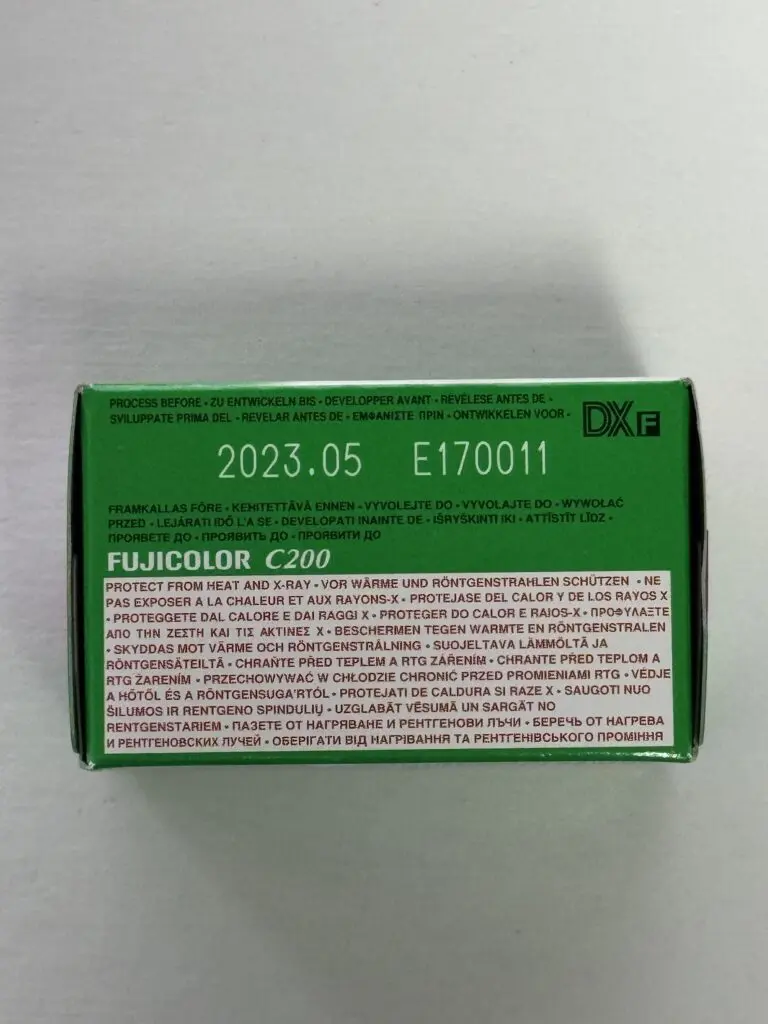 PROCESS BEFORE • ZU ENTWICKELN BIS • DEVELOPPER AVANT • REVÉLESE ANTES DE •
SVILUPPATE PRIMA DEL • REVELAR ANTES DE • ΕΜΦΑΝΙΣΤΕ ΠΡΙΝ • ONTWIKKELEN VOOR •
DX F
2023.05 E170011
FRAMKALLAS FÖRE • KEHITETTÄVÄ ENNEN • VYVOLEJTE DO • VYVOLAJTE DO • WYWOŁAĆ
PRZED • LEJÁRATI IDŐ L'A SE • DEVELOPATI INAINTE DE • IŠRYŠKINTI IKI • ATTĪSTĪT LĪDZ •
ПРОЯВЕТЕ ДО • ПРОЯВИТЬ ДО • ПРОЯВИТИ ДО
FUJICOLOR C200
PROTECT FROM HEAT AND X-RAY • VOR WÄRME UND RÖNTGENSTRAHLEN SCHÜTZEN • NE
PAS EXPOSER A LA CHALEUR ET AUX RAYONS-X • PROTEJASE DEL CALOR Y DE LOS RAYOS X
• PROTEGGETE DAL CALORE E DAI RAGGI X • PROTEGER DO CALOR E RAIOS-X • ΠΡΟΦΥΛΑΞΤΕ
ΑΠΟ ΤΗΝ ΖΕΣΤΗ ΚΑΙ ΤΙΣ ΑΚΤΙΝΕΣ Χ • BESCHERMEN TEGEN WARMTE EN RÖNTGENSTRALEN
• SKYDDAS MOT VÄRME OCH RÖNTGENSTRÅLNING • SUOJELTAVA LÄMMÖLTÄ JA
RÖNTGENSÄTEILTÄ • CHRAŇTE PŘED TEPLEM A RTG ZÁŘENÍM • CHRANTE PŘED TEPLOM A
RTG ŽARENÍM • PRZECHOWYWAĆ W CHŁODZIE CHRONIĆ PRZED PROMIENIAMI RTG • VÉDJE
A HŐTŐL ÉS A RÖNTGENSUGA'RTÓL • PROTEJATI DE CALDURA SI RAZE X • SAUGOTI NUO
ŠILUMOS IR RENTGENO SPINDULIŲ • UZGLABĀT VĒSUMĀ UN SARGĀT NO
RENTGENSTARIEM • ПАЗЕТЕ ОТ НАГРЯВАНЕ И РЕНТГЕНОВИ ЛЪЧИ • БЕРЕЧЬ ОТ НАГРЕВА
И РЕНТГЕНОВСКИХ ЛУЧЕЙ • ОБЕРІГАТИ ВІД НАГРІВАННЯ ТА РЕНТГЕНІВСЬКОГО ПРОМІННЯ